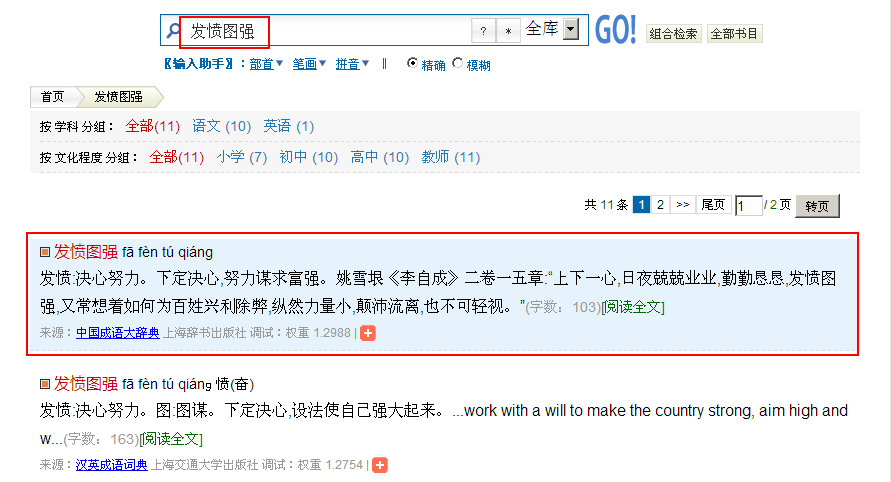 发愤图强 ? * 全库 GO! 组合检索 全部书目
〖输入助手〗: 部首 笔画 拼音 ‖ 精确 模糊
首页 发愤图强
按 学科 分组: 全部(11) 语文 (10) 英语 (1)
按 文化程度 分组: 全部(11) 小学 (7) 初中 (10) 高中 (10) 教师 (11)
共 11 条 1 2 >> 尾页 1 / 2 页 转页
发愤图强 fā fèn tú qiáng
发愤:决心努力。下定决心,努力谋求富强。姚雪垠《李自成》二卷一五章:“上下一心,日夜兢兢业业,勤勤恳恳,发愤图
强,又常想着如何为百姓兴利除弊,纵然力量小,颠沛流离,也不可轻视。”(字数: 103)[阅读全文]
来源:中国成语大辞典 上海辞书出版社 调试:权重 1.2988 |
发愤图强 fā fèn tú qiáng 愤(奋)
发愤:决心努力。图:图谋。下定决心,设法使自己强大起来。...work with a will to make the country strong, aim high and
w...(字数: 163)[阅读全文]
来源:汉英成语词典 上海交通大学出版社 调试:权重 1.2754 |